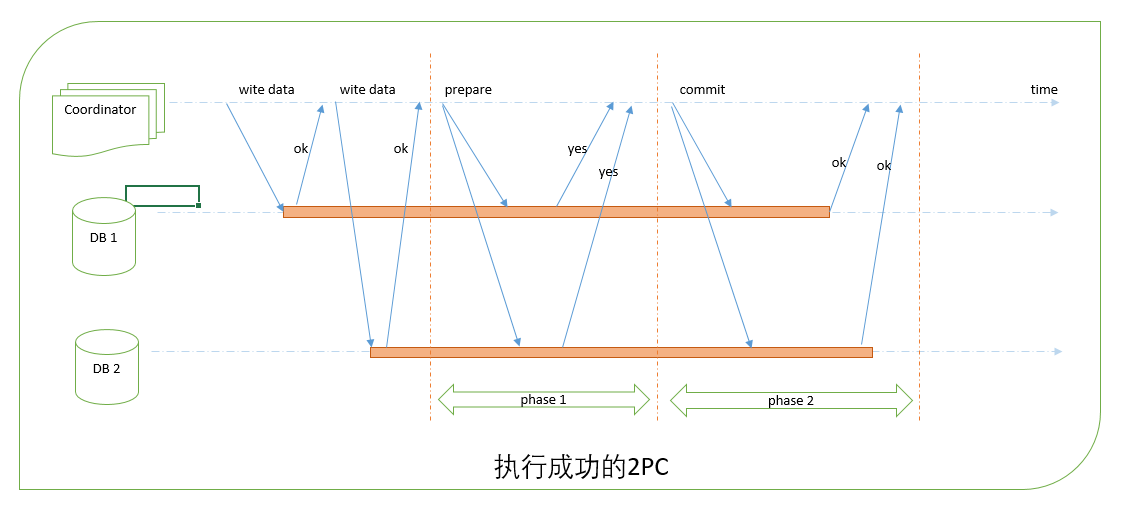 wite data
wite data
prepare
commit
time
Coordinator
ok
ok
yes
yes
ok
ok
DB 1
DB 2
phase 1
phase 2
执行成功的2PC